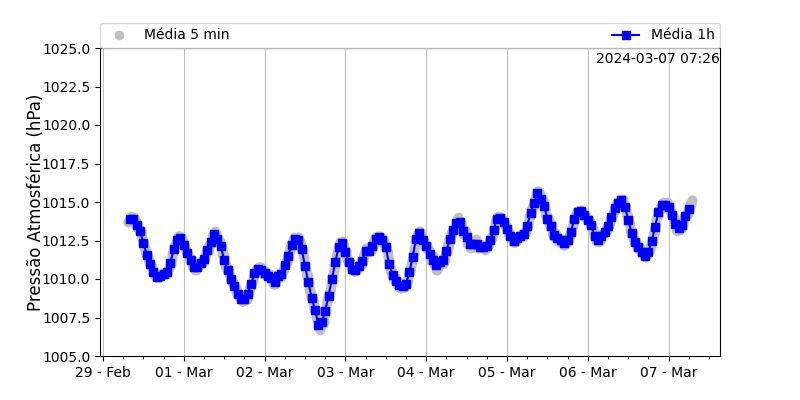 Média 5 min
Média 1h
2024-03-07 07:26
Pressão Atmosférica (hPa)
1025.0
1022.5
1020.0
1017.5
1015.0
1012.5
1010.0
1007.5
1005.0
29 - Feb
01 - Mar
02 - Mar
03 - Mar
04 - Mar
05 - Mar
06 - Mar
07 - Mar